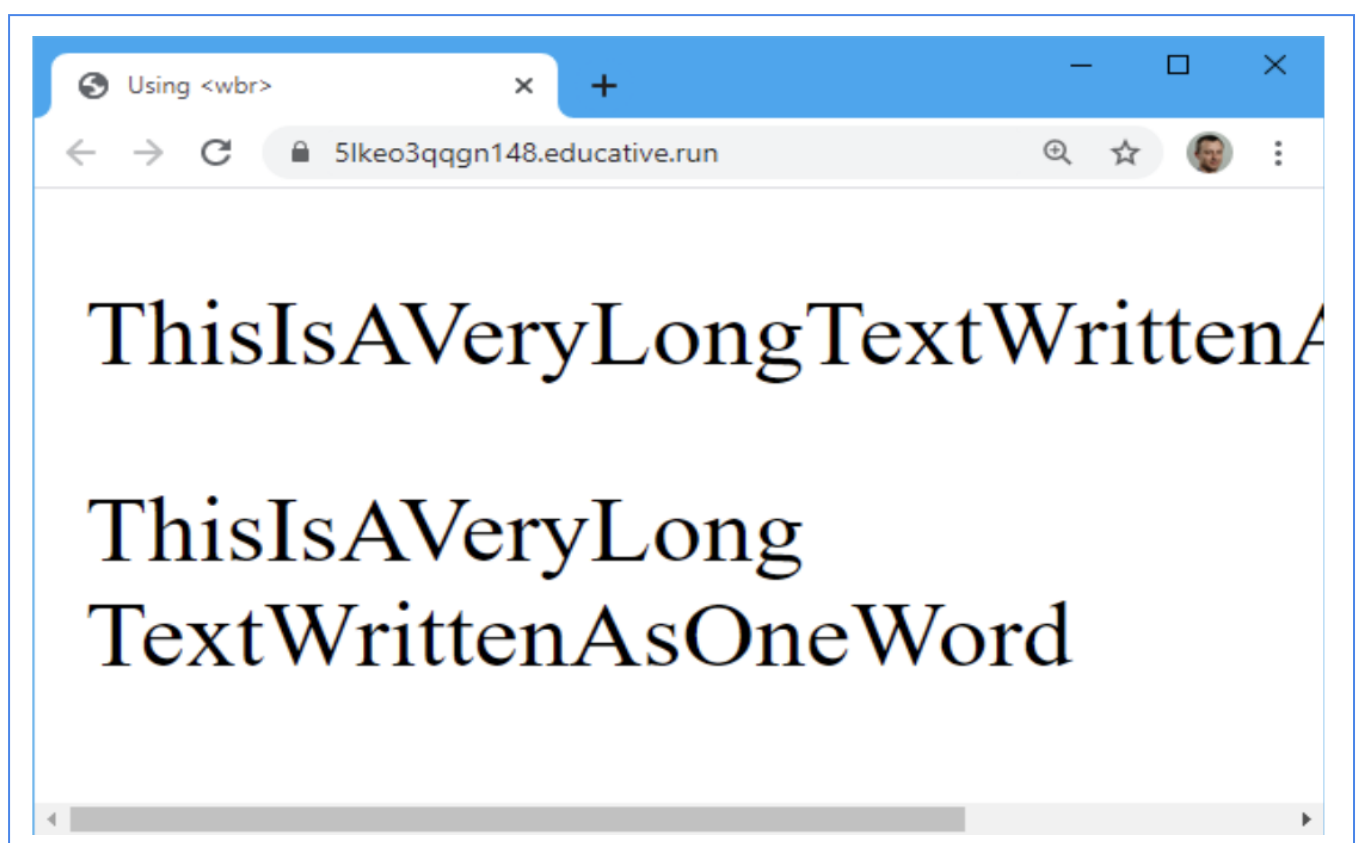 Using <wbr>
5lkeo3qqgn148.educative.run
ThisIsAVeryLongTextWrittenA
ThisIsAVeryLong
TextWrittenAsOneWord